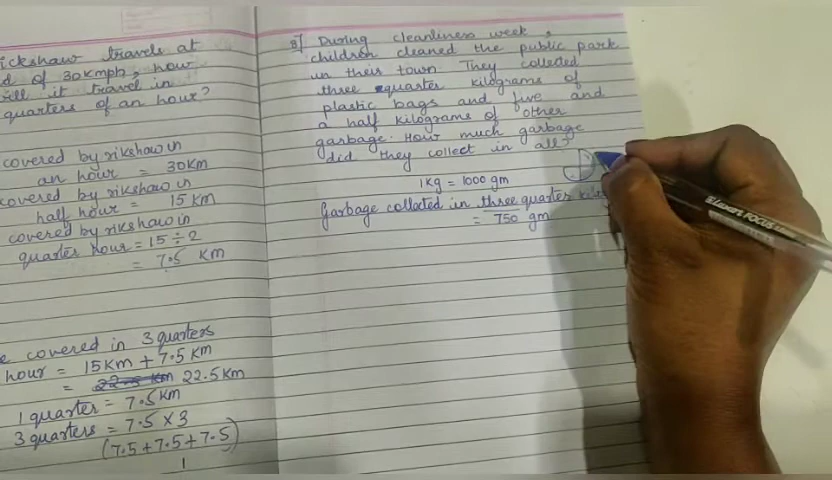 ickshaw travels at
d of 30kmph, how
will it travel in
quarters of an hour?
covered by rikshaw in
an hour = 30Km
covered by rikshaw in
half hour = 15 KM
covered by rikshaw in
quarter hour = 15 ÷ 2
= 7.5 KM
e covered in 3 quarters
hour = 15KM + 7.5 KM
= 22.5 KM
1 quarter = 7.5KM
3 quarters = 7.5 x 3
(7.5 + 7.5 + 7.5)
8] During cleanliness week,
children cleaned the public park
in their town They colleted
three quarter kilograms of
plastic bags and five and
a half kilograms of other
garbage. How much garbage
did they collect in all?
1Kg = 1000 gm
Garbage collected in three quarter
= 750 gm